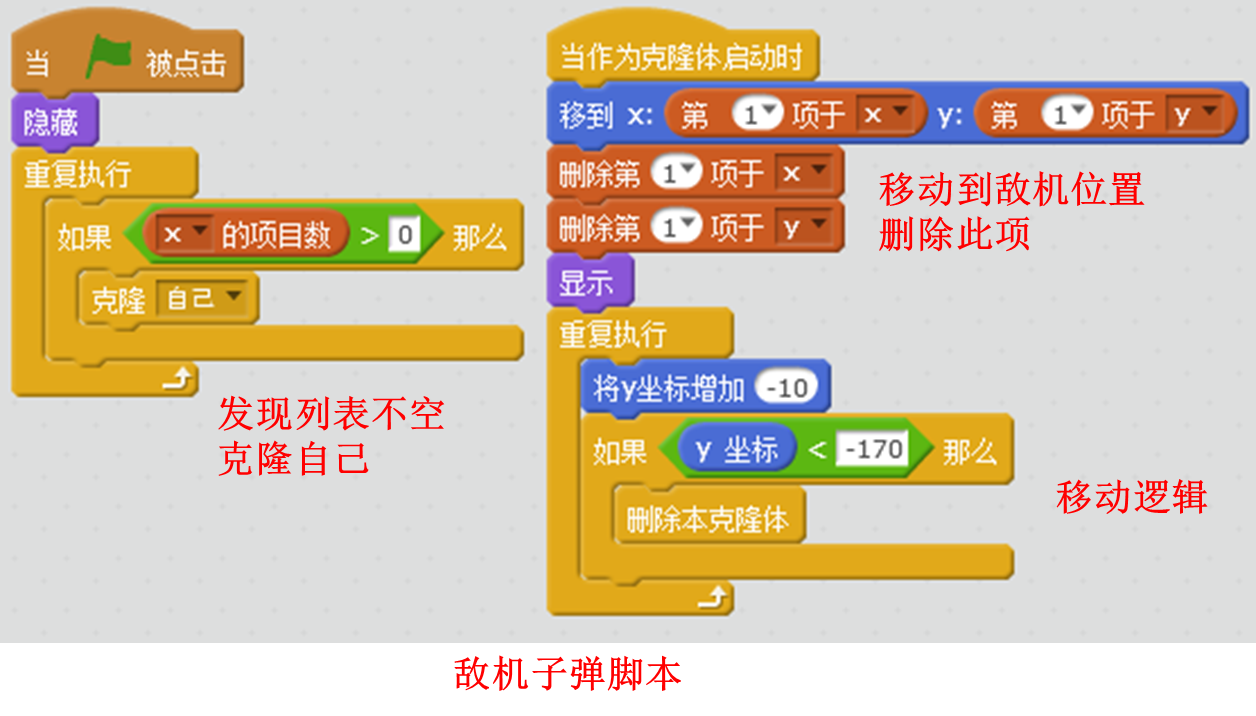 当 被点击
隐藏
重复执行
如果 x 的项目数 > 0 那么
克隆 自己
发现列表不空
克隆自己
当作为克隆体启动时
移到 x: 第 1 项于 x y: 第 1 项于 y
删除第 1 项于 x
删除第 1 项于 y
移动到敌机位置
删除此项
显示
重复执行
将y坐标增加 -10
如果 y 坐标 < -170 那么
删除本克隆体
移动逻辑
敌机子弹脚本